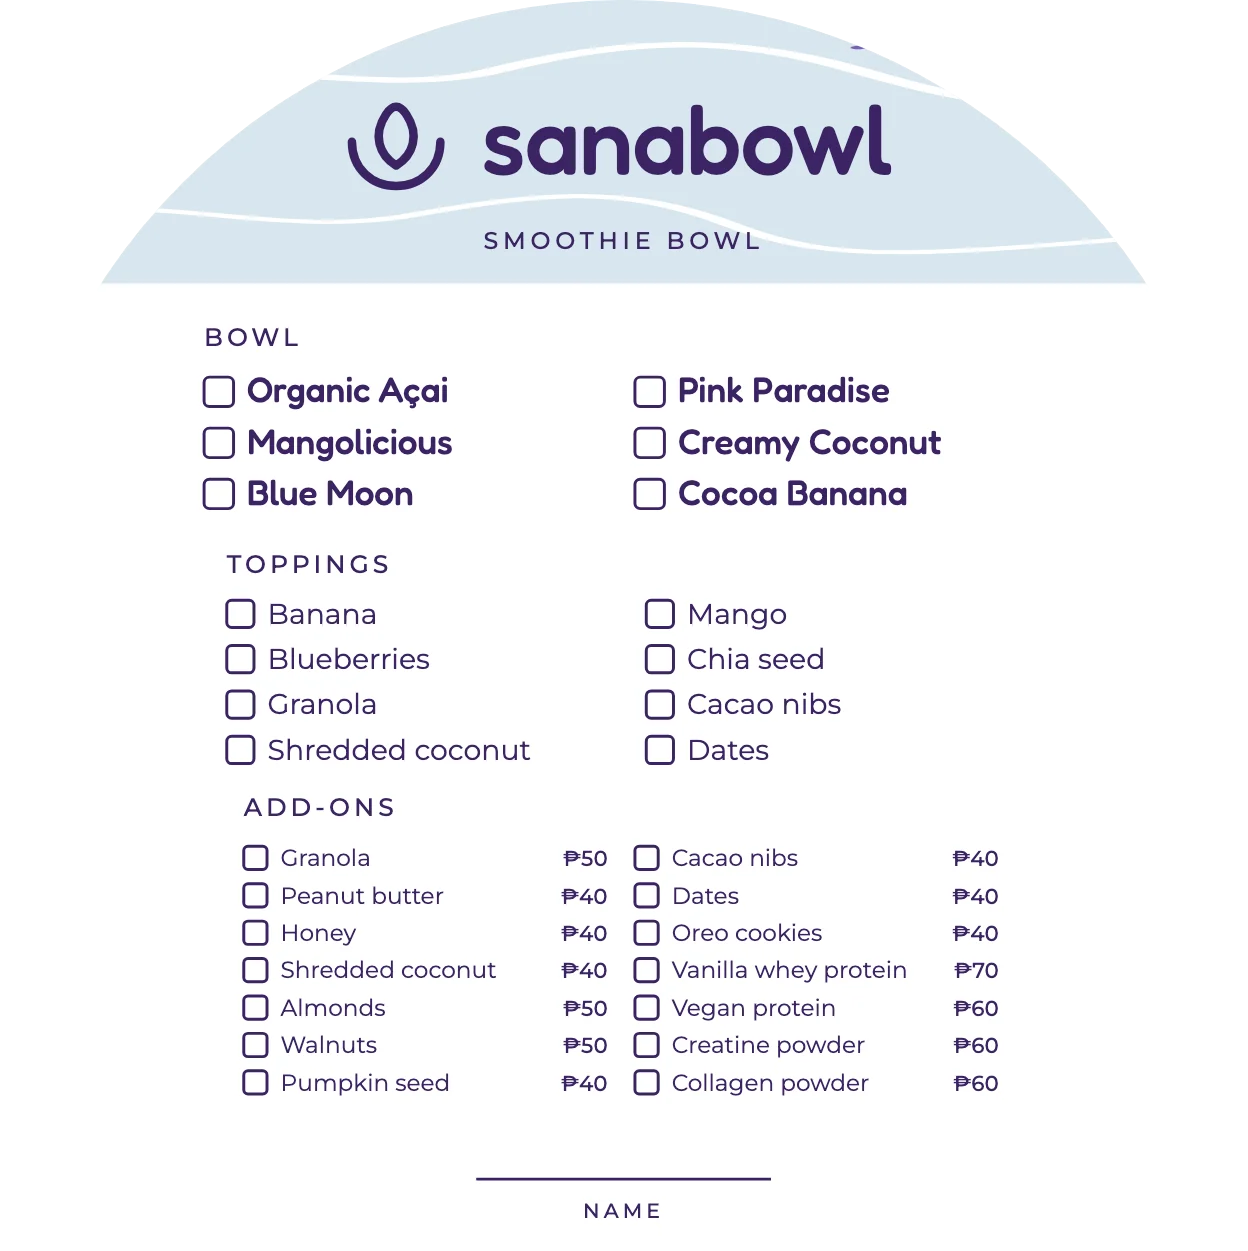 sanabowl
SMOOTHIE BOWL
BOWL
Organic Açai
Mangolicious
Blue Moon
Pink Paradise
Creamy Coconut
Cocoa Banana
TOPPINGS
Banana
Blueberries
Granola
Shredded coconut
Mango
Chia seed
Cacao nibs
Dates
ADD-ONS
Granola ₱50
Peanut butter ₱40
Honey ₱40
Shredded coconut ₱40
Almonds ₱50
Walnuts ₱50
Pumpkin seed ₱40
Cacao nibs ₱40
Dates ₱40
Oreo cookies ₱40
Vanilla whey protein ₱70
Vegan protein ₱60
Creatine powder ₱60
Collagen powder ₱60
NAME